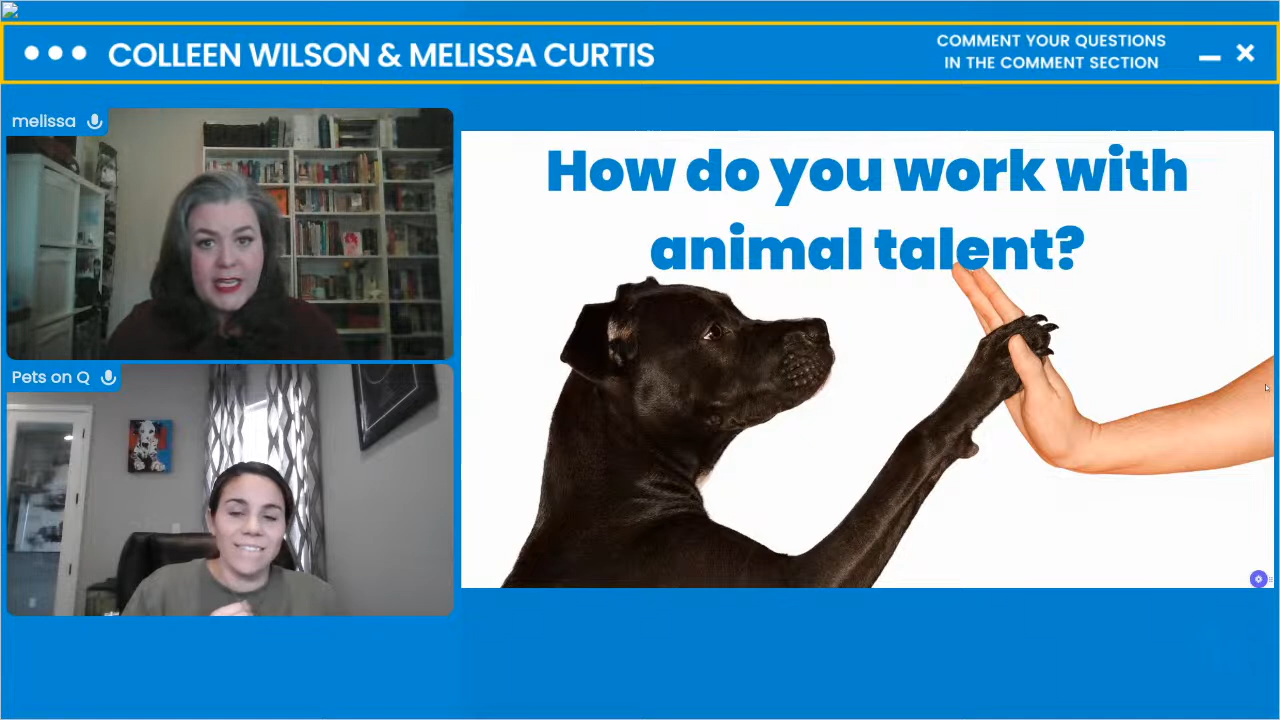 COLLEEN WILSON & MELISSA CURTIS
COMMENT YOUR QUESTIONS
IN THE COMMENT SECTION
melissa
Pets on Q
How do you work with
animal talent?